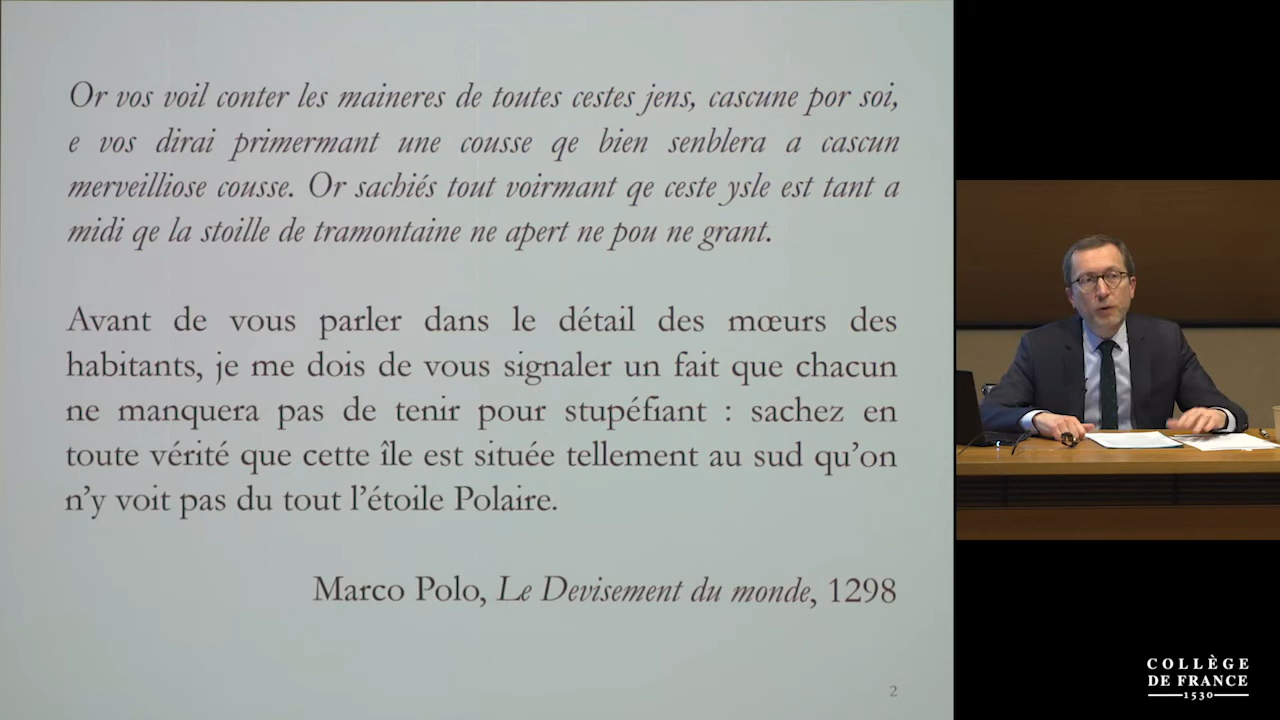 Or vos voil conter les maineres de toutes cestes jens, cascune por soi,
e vos dirai primermant une cousse qe bien senblera a cascun
merveilliose cousse. Or sachiés tout voirmant qe ceste ysle est tant a
midi qe la stoille de tramontaine ne apert ne pou ne grant.
Avant de vous parler dans le détail des mœurs des
habitants, je me dois de vous signaler un fait que chacun
ne manquera pas de tenir pour stupéfiant : sachez en
toute vérité que cette île est située tellement au sud qu’on
n’y voit pas du tout l’étoile Polaire.
Marco Polo, Le Devisement du monde, 1298
2
COLLÈGE
DE FRANCE
1530